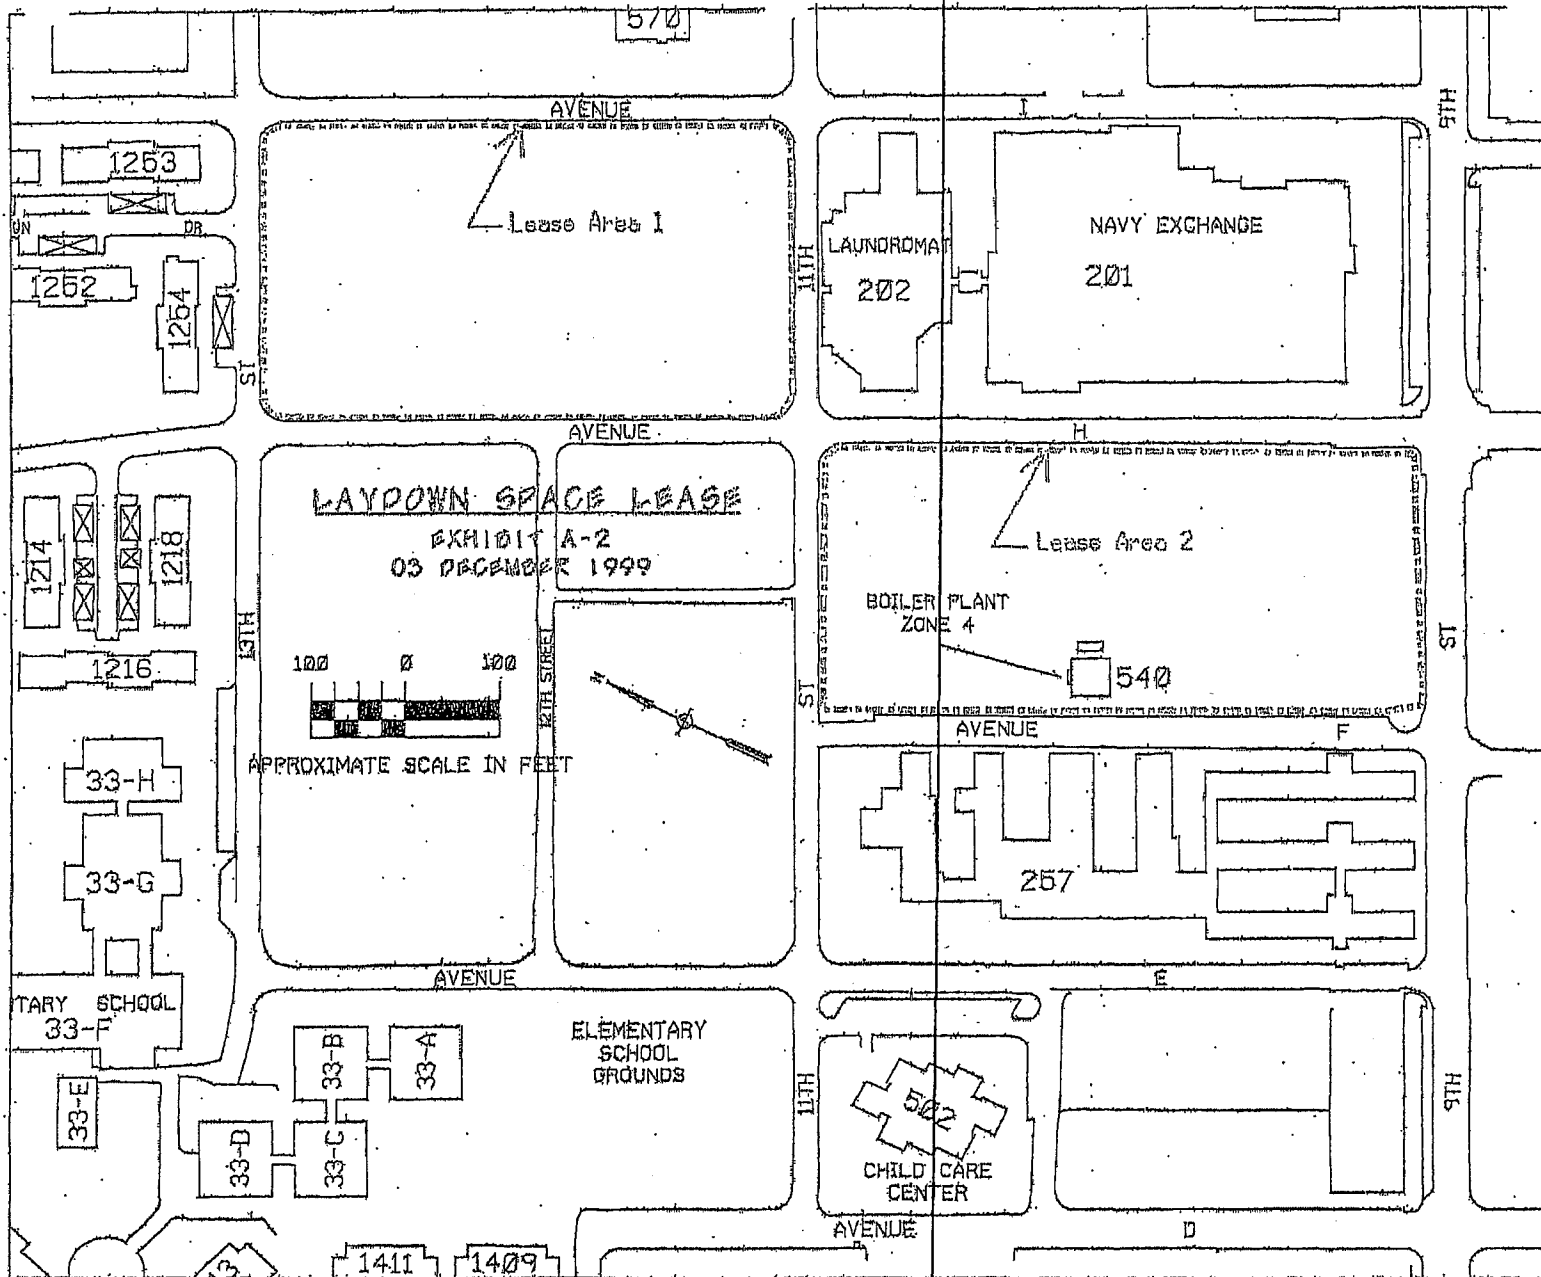 570
AVENUE
I
9TH
1253
Lease Area 1
UN
DR
NAVY EXCHANGE
LAUNDROMAT
11TH
1252
202
201
1254
ST
AVENUE
H
LAYDOWN SPACE LEASE
EXHIBIT A-2
03 DECEMBER 1999
Lease Area 2
1214
1218
BOILER PLANT
ZONE 4
13TH
12TH STREET
ST
1216
100 0 100
540
ST
N
AVENUE
F
APPROXIMATE SCALE IN FEET
33-H
33-G
257
AVENUE
E
TARY SCHOOL
33-F
ELEMENTARY
SCHOOL
GROUNDS
33-B
33-A
33-E
11TH
502
9TH
33-D
33-C
CHILD CARE
CENTER
AVENUE
D
1411
1409